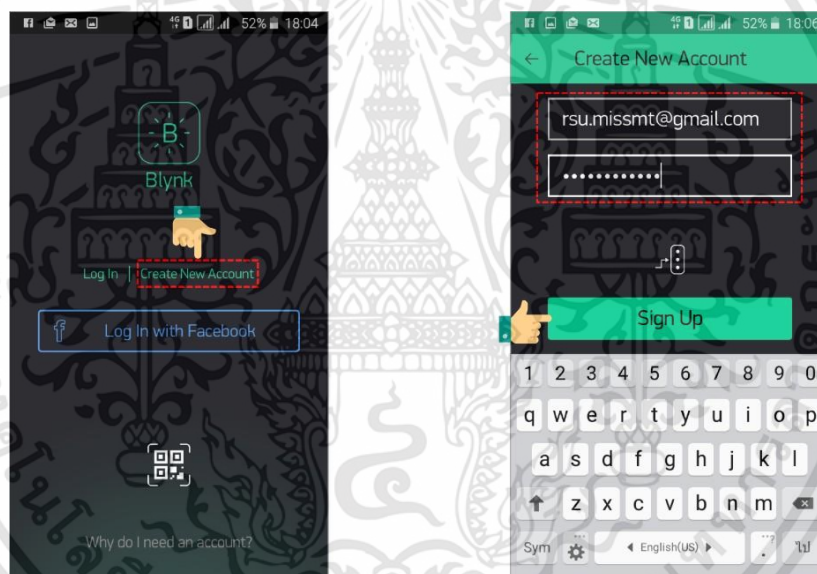 52% 18:04
B
Blynk
Log In | Create New Account
f Log In with Facebook
Why do I need an account?
52% 18:06
← Create New Account
rsu.missmt@gmail.com
••••••••••••
Sign Up
1 2 3 4 5 6 7 8 9 0
q w e r t y u i o p
a s d f g h j k l
z x c v b n m
Sym English(US) . ไป